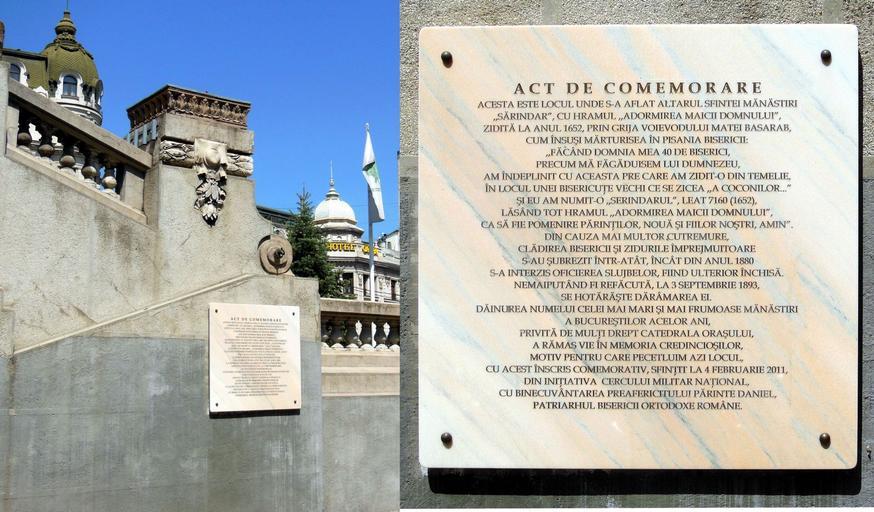 HOTEL
ACT DE COMEMORARE
ACT DE COMEMORARE
ACESTA ESTE LOCUL UNDE S-A AFLAT ALTARUL SFINTEI MĂNĂSTIRI
„SĂRINDAR”, CU HRAMUL „ADORMIREA MAICII DOMNULUI”,
ZIDITĂ LA ANUL 1652, PRIN GRIJA VOIEVODULUI MATEI BASARAB,
CUM ÎNSUȘI MĂRTURISEA ÎN PISANIA BISERICII:
„FĂCÂND DOMNIA MEA 40 DE BISERICI,
PRECUM MĂ FĂGĂDUISEM LUI DUMNEZEU,
AM ÎNDEPLINIT CU ACEASTA PRE CARE AM ZIDIT-O DIN TEMELIE,
ÎN LOCUL UNEI BISERICUȚE VECHI CE SE ZICEA „A COCONILOR...”
ȘI EU AM NUMIT-O „SERINDARUL”, LEAT 7160 (1652),
LĂSÂND TOT HRAMUL „ADORMIREA MAICII DOMNULUI”,
CA SĂ FIE POMENIRE PĂRINȚILOR, NOUĂ ȘI FIILOR NOȘTRI, AMIN”.
DIN CAUZA MAI MULTOR CUTREMURE,
CLĂDIREA BISERICII ȘI ZIDURILE ÎMPREJMUITOARE
S-AU ȘUBREZIT ÎNTR-ATÂT, ÎNCÂT DIN ANUL 1880
S-A INTERZIS OFICIEREA SLUJBELOR, FIIND ULTERIOR ÎNCHISĂ.
NEMAIPUTÂND FI REFĂCUTĂ, LA 3 SEPTEMBRIE 1893,
SE HOTĂRĂȘTE DĂRÂMAREA EI.
DĂINUIREA NUMELUI CELEI MAI MARI ȘI MAI FRUMOASE MĂNĂSTIRI
A BUCUREȘTILOR ACELOR ANI,
PRIVITĂ DE MULȚI DREPT CATEDRALA ORAȘULUI,
A RĂMAS VIE ÎN MEMORIA CREDINCIOȘILOR,
MOTIV PENTRU CARE PECETLUIM AZI LOCUL,
CU ACEST ÎNSCRIS COMEMORATIV, SFINȚIT LA 4 FEBRUARIE 2011,
DIN INIȚIATIVA CERCULUI MILITAR NAȚIONAL,
CU BINECUVÂNTAREA PREAFERICITULUI PĂRINTE DANIEL,
PATRIARHUL BISERICII ORTODOXE ROMÂNE.